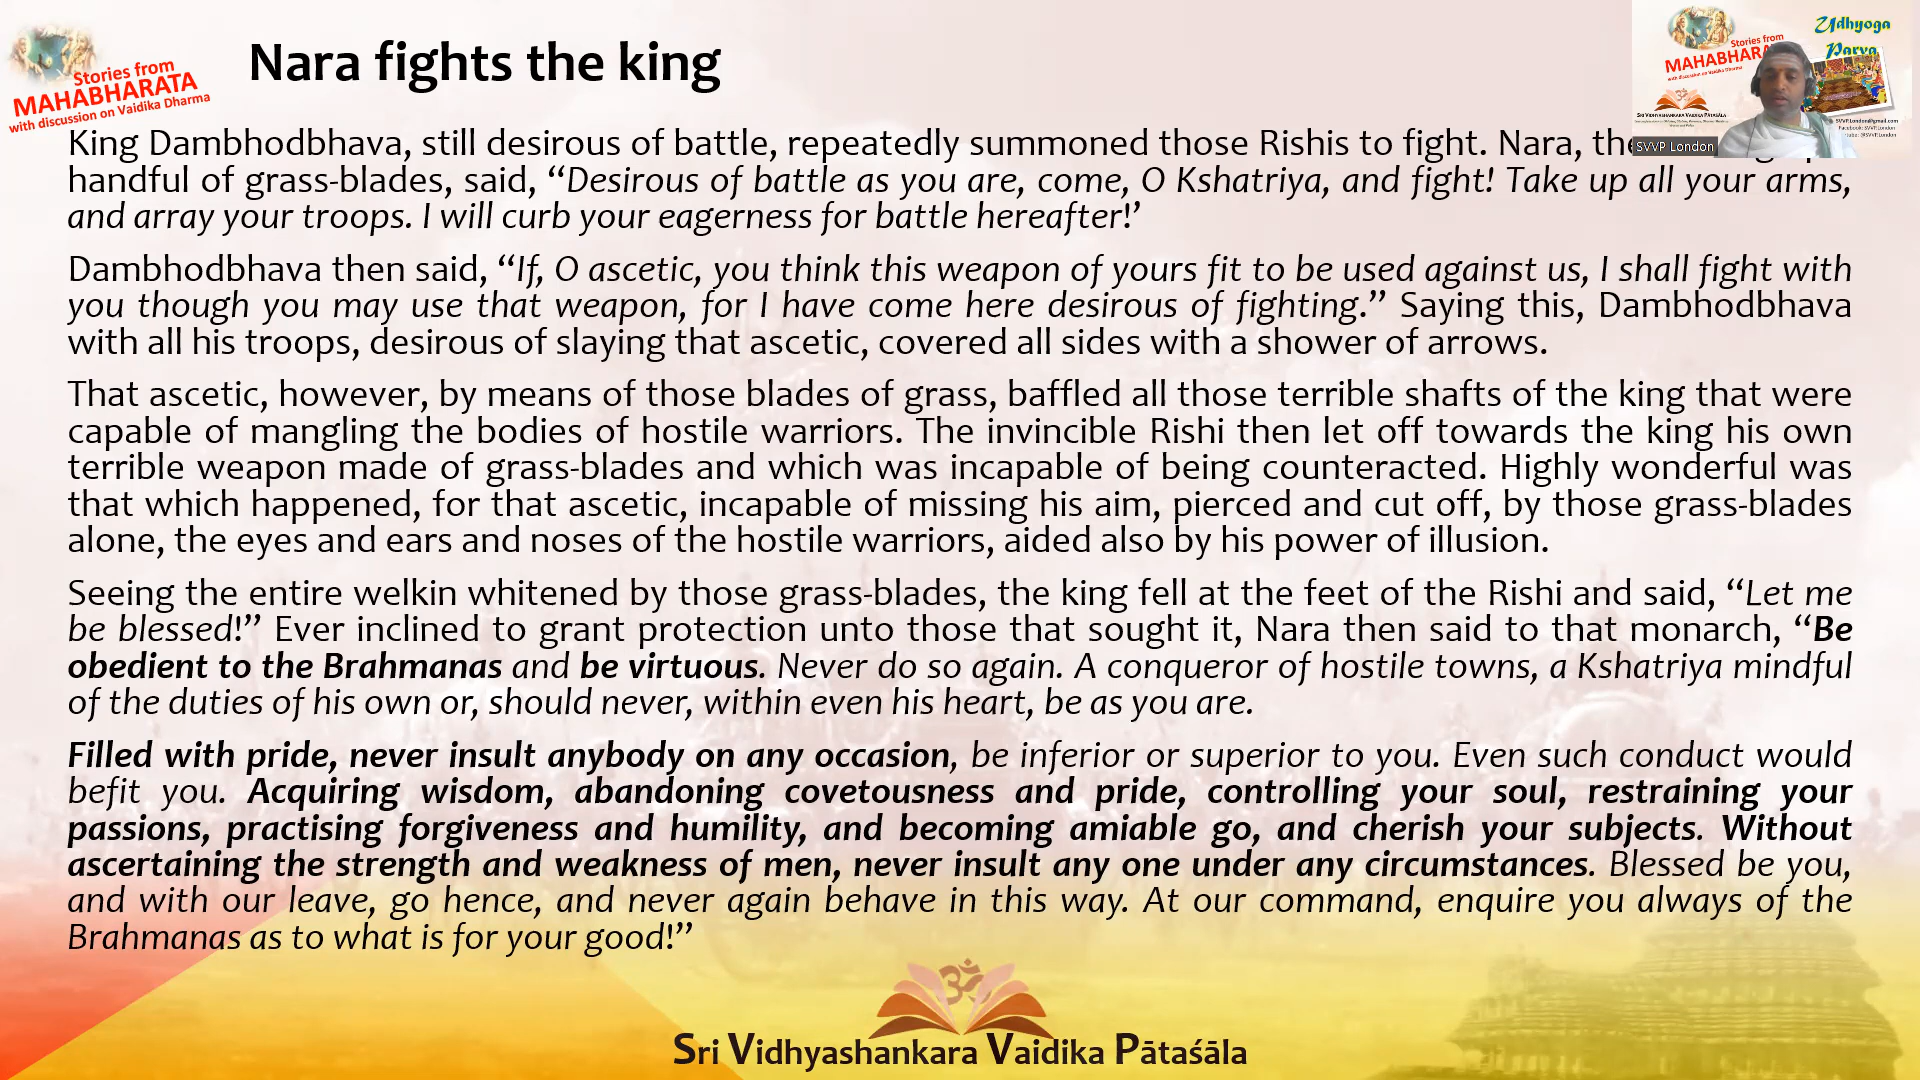 Stories from
MAHABHARATA
with discussion on Vaidika Dharma
Nara fights the king
Stories from
MAHABHARA
Udhyoga
Parva
SRI VIDHYASHANKARA VAIDIKA PĀTAŚĀLA
SVVP London
King Dambhodbhava, still desirous of battle, repeatedly summoned those Rishis to fight. Nara,
handful of grass-blades, said, “Desirous of battle as you are, come, O Kshatriya, and fight! Take up all your arms,
and array your troops. I will curb your eagerness for battle hereafter!’
Dambhodbhava then said, “If, O ascetic, you think this weapon of yours fit to be used against us, I shall fight with
you though you may use that weapon, for I have come here desirous of fighting.” Saying this, Dambhodbhava
with all his troops, desirous of slaying that ascetic, covered all sides with a shower of arrows.
That ascetic, however, by means of those blades of grass, baffled all those terrible shafts of the king that were
capable of mangling the bodies of hostile warriors. The invincible Rishi then let off towards the king his own
terrible weapon made of grass-blades and which was incapable of being counteracted. Highly wonderful was
that which happened, for that ascetic, incapable of missing his aim, pierced and cut off, by those grass-blades
alone, the eyes and ears and noses of the hostile warriors, aided also by his power of illusion.
Seeing the entire welkin whitened by those grass-blades, the king fell at the feet of the Rishi and said, “Let me
be blessed!” Ever inclined to grant protection unto those that sought it, Nara then said to that monarch, “Be
obedient to the Brahmanas and be virtuous. Never do so again. A conqueror of hostile towns, a Kshatriya mindful
of the duties of his own or, should never, within even his heart, be as you are.
Filled with pride, never insult anybody on any occasion, be inferior or superior to you. Even such conduct would
befit you. Acquiring wisdom, abandoning covetousness and pride, controlling your soul, restraining your
passions, practising forgiveness and humility, and becoming amiable go, and cherish your subjects. Without
ascertaining the strength and weakness of men, never insult any one under any circumstances. Blessed be you,
and with our leave, go hence, and never again behave in this way. At our command, enquire you always of the
Brahmanas as to what is for your good!”
Sri Vidhyashankara Vaidika Pātaśāla